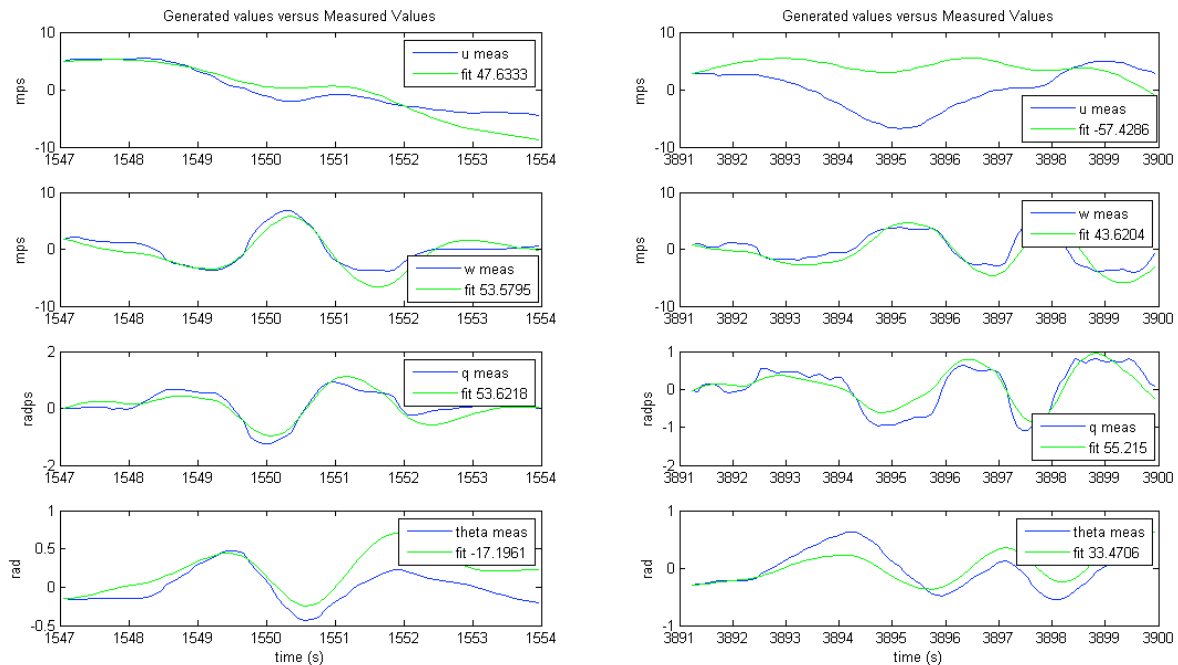 Generated values versus Measured Values
10
0
-10
mps
u meas
fit 47.6333
1547 1548 1549 1550 1551 1552 1553 1554
10
0
-10
mps
w meas
fit 53.5795
1547 1548 1549 1550 1551 1552 1553 1554
2
0
-2
radps
q meas
fit 53.6218
1547 1548 1549 1550 1551 1552 1553 1554
1
0.5
0
-0.5
rad
theta meas
fit -17.1961
1547 1548 1549 1550 1551 1552 1553 1554
time (s)
Generated values versus Measured Values
10
0
-10
mps
u meas
fit -57.4286
3891 3892 3893 3894 3895 3896 3897 3898 3899 3900
10
0
-10
mps
w meas
fit 43.6204
3891 3892 3893 3894 3895 3896 3897 3898 3899 3900
1
0
-1
-2
radps
q meas
fit 55.215
3891 3892 3893 3894 3895 3896 3897 3898 3899 3900
1
0
-1
rad
theta meas
fit 33.4706
3891 3892 3893 3894 3895 3896 3897 3898 3899 3900
time (s)